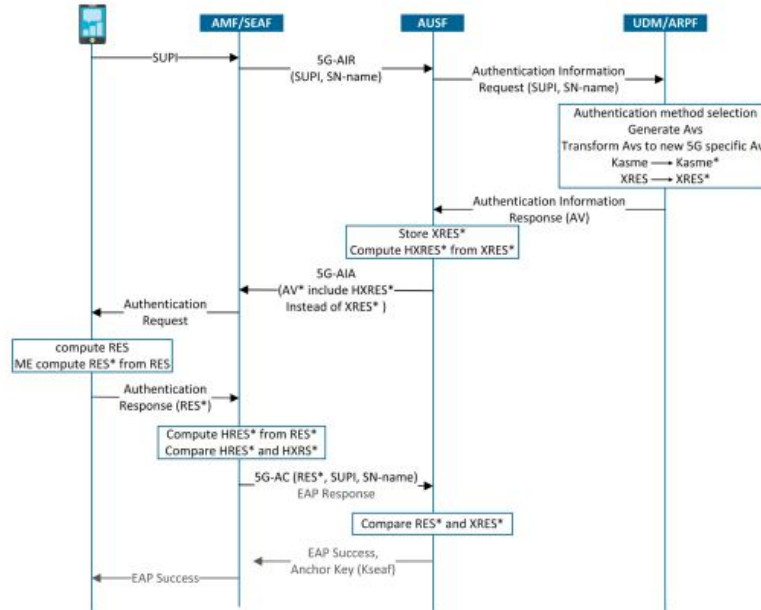 AMF/SEAF
AUSF
UDM/ARPF
SUPI
5G-AIR
(SUPI, SN-name)
Authentication Information
Request (SUPI, SN-name)
Authentication method selection
Generate Avs
Transform Avs to new 5G specific Av
Kasme → Kasme*
XRES → XRES*
Authentication Information
Response (AV)
Store XRES*
Compute HXRES* from XRES*
5G-AIA
(AV* include HXRES*
Instead of XRES* )
Authentication
Request
compute RES
ME compute RES* from RES
Authentication
Response (RES*)
Compute HRES* from RES*
Compare HRES* and HXRS*
5G-AC (RES*, SUPI, SN-name)
EAP Response
Compare RES* and XRES*
EAP Success,
Anchor Key (Kseaf)
EAP Success